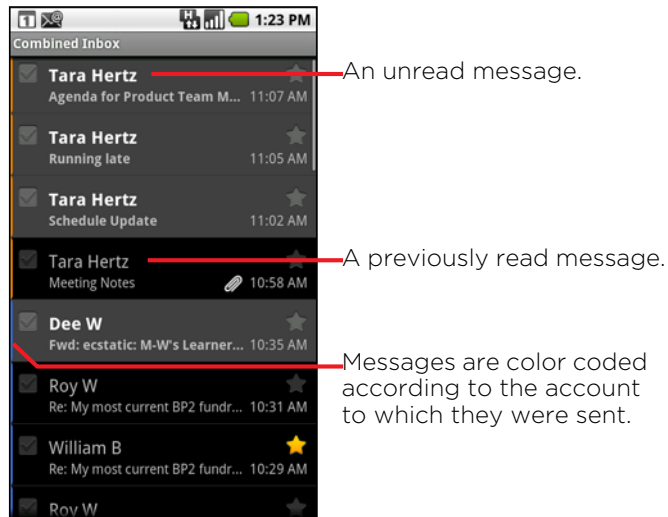 1 1:23 PM
Combined Inbox
Tara Hertz
Agenda for Product Team M... 11:07 AM
An unread message.
Tara Hertz
Running late 11:05 AM
Tara Hertz
Schedule Update 11:02 AM
Tara Hertz
Meeting Notes 10:58 AM
A previously read message.
Dee W
Fwd: ecstatic: M-W's Learner... 10:35 AM
Messages are color coded
according to the account
to which they were sent.
Roy W
Re: My most current BP2 fundr... 10:31 AM
William B
Re: My most current BP2 fundr... 10:29 AM
Roy W